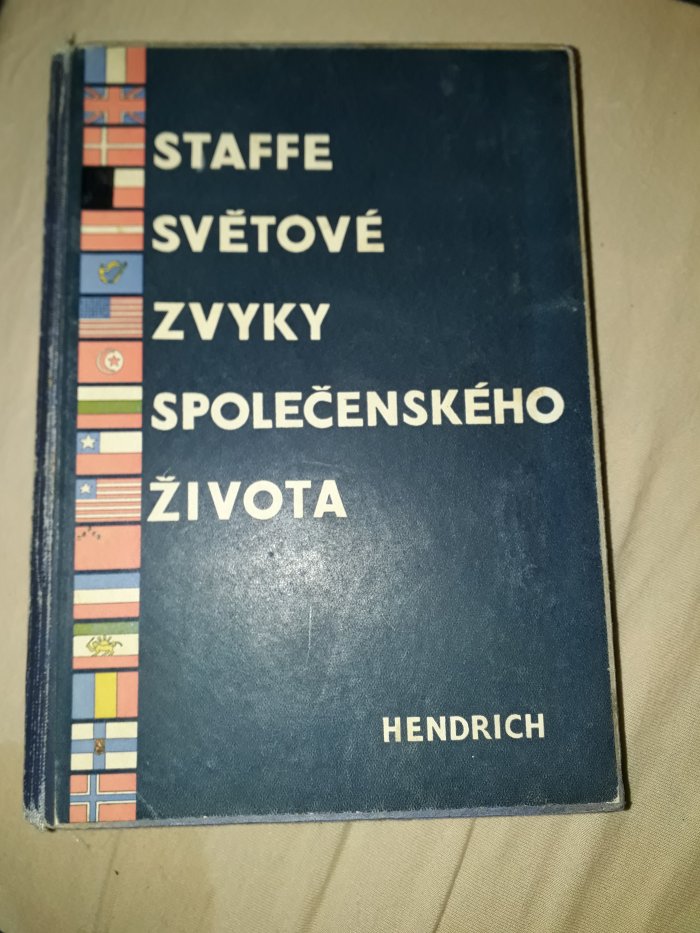 STAFFE
SVĚTOVÉ
ZVYKY
SPOLEČENSKÉHO
ŽIVOTA
HENDRICH